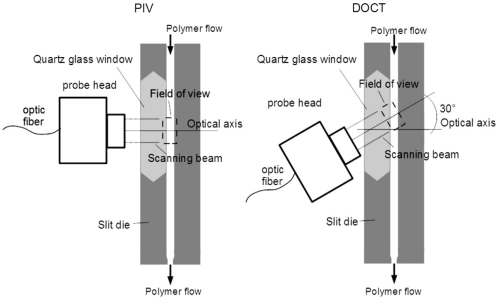 PIV
Polymer flow
Quartz glass window
probe head
Field of view
optic
fiber
Optical axis
Scanning beam
Slit die
Polymer flow
DOCT
Polymer flow
Quartz glass window
Field of view
probe head
30°
Optical axis
Scanning beam
optic
fiber
Slit die
Polymer flow